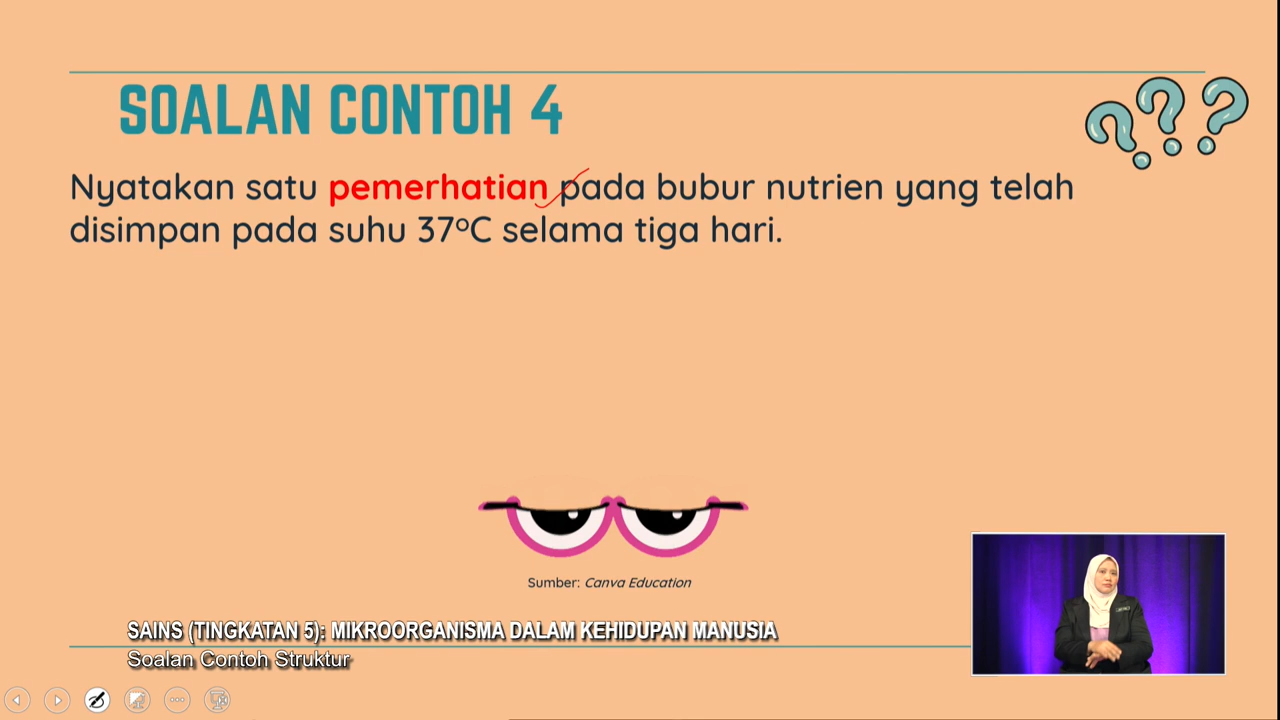 SOALAN CONTOH 4
Nyatakan satu pemerhatian pada bubur nutrien yang telah
disimpan pada suhu 37ºC selama tiga hari.
Sumber: Canva Education
SAINS (TINGKATAN 5): MIKROORGANISMA DALAM KEHIDUPAN MANUSIA
Soalan Contoh Struktur